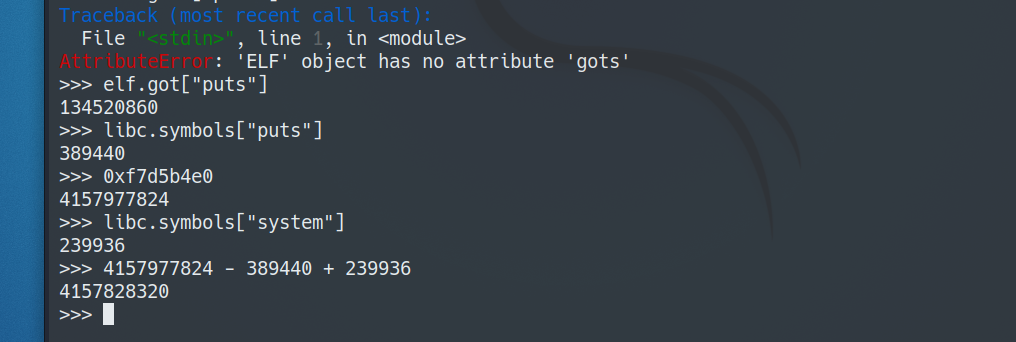 Traceback (most recent call last):
  File "<stdin>", line 1, in <module>
AttributeError: 'ELF' object has no attribute 'gots'
>>> elf.got["puts"]
134520860
>>> libc.symbols["puts"]
389440
>>> 0xf7d5b4e0
4157977824
>>> libc.symbols["system"]
239936
>>> 4157977824 - 389440 + 239936
4157828320
>>>